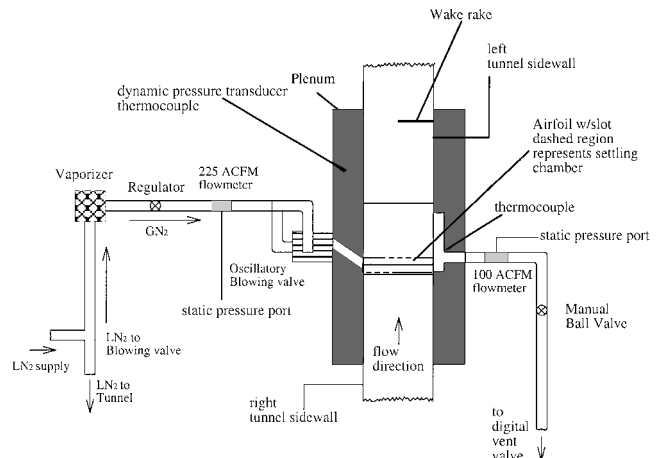 Wake rake
left
tunnel sidewall
Plenum
dynamic pressure transducer
thermocouple
Airfoil w/slot
dashed region
represents settling
chamber
Vaporizer
Regulator
225 ACFM
flowmeter
thermocouple
static pressure port
GN2
Oscillatory
Blowing valve
100 ACFM
flowmeter
static pressure port
Manual
Ball Valve
LN2 to
Blowing valve
flow
direction
LN2 supply
LN2 to
Tunnel
right
tunnel sidewall
to
digital
vent
valve